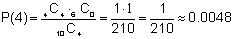 P(4) = ₄C₄ · ₆C₀ / ₁₀C₄ = 1·1 / 210 = 1 / 210 ≈ 0.0048